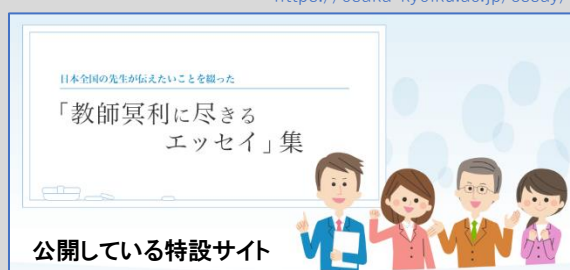 日本全国の先生が伝えたいことを綴った
「教師冥利に尽きる
エッセイ」集
公開している特設サイト